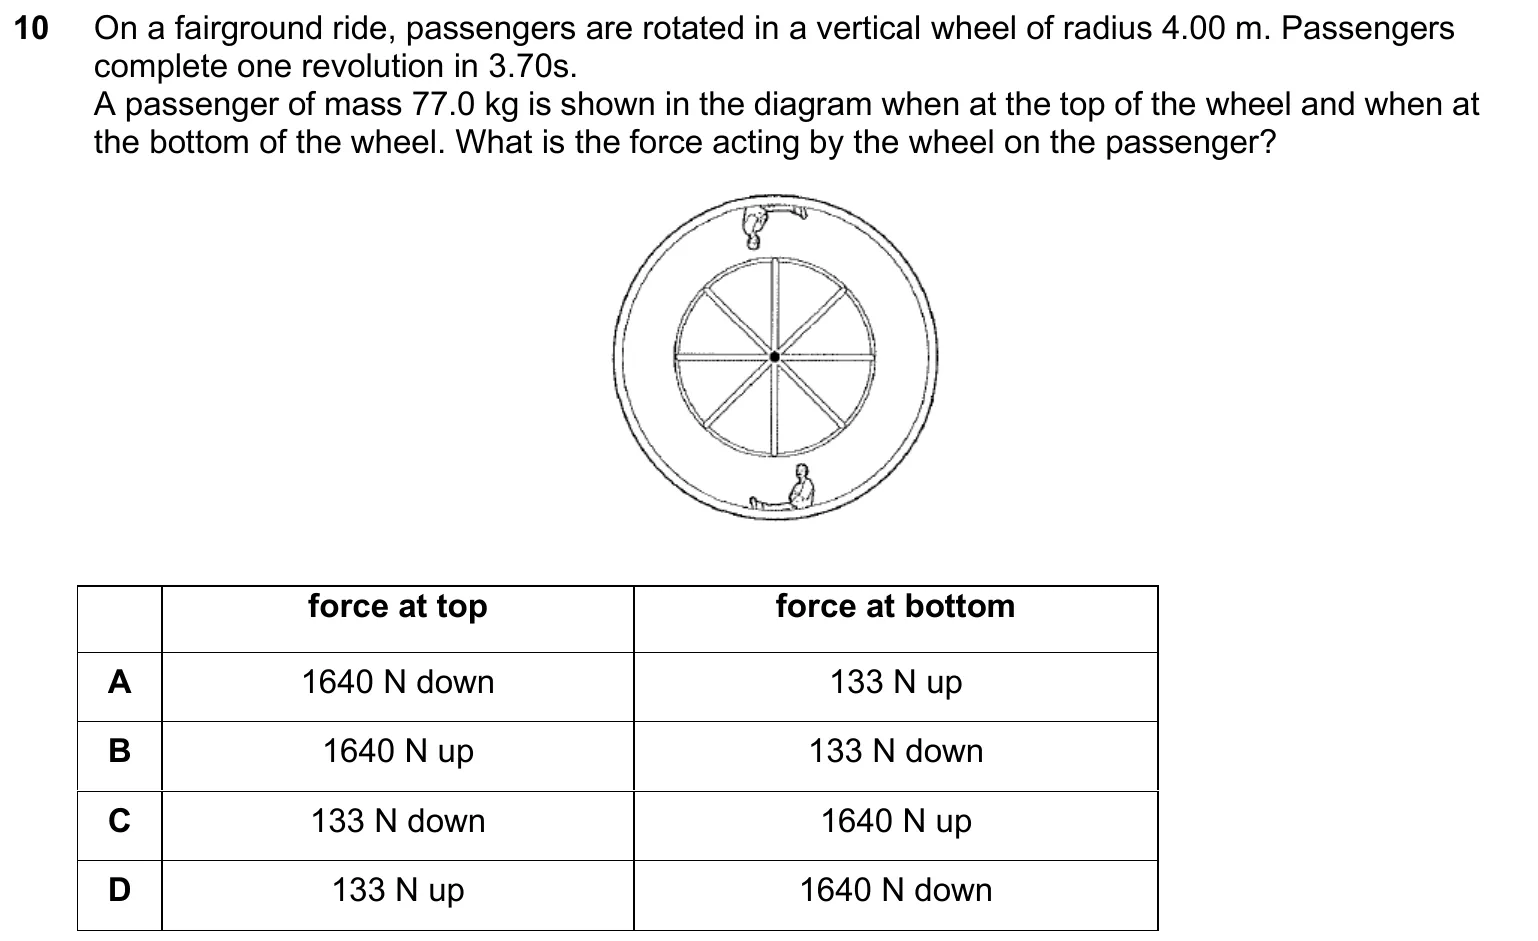 10 On a fairground ride, passengers are rotated in a vertical wheel of radius 4.00 m. Passengers
complete one revolution in 3.70s.
A passenger of mass 77.0 kg is shown in the diagram when at the top of the wheel and when at
the bottom of the wheel. What is the force acting by the wheel on the passenger?
force at top force at bottom
A 1640 N down 133 N up
B 1640 N up 133 N down
C 133 N down 1640 N up
D 133 N up 1640 N down